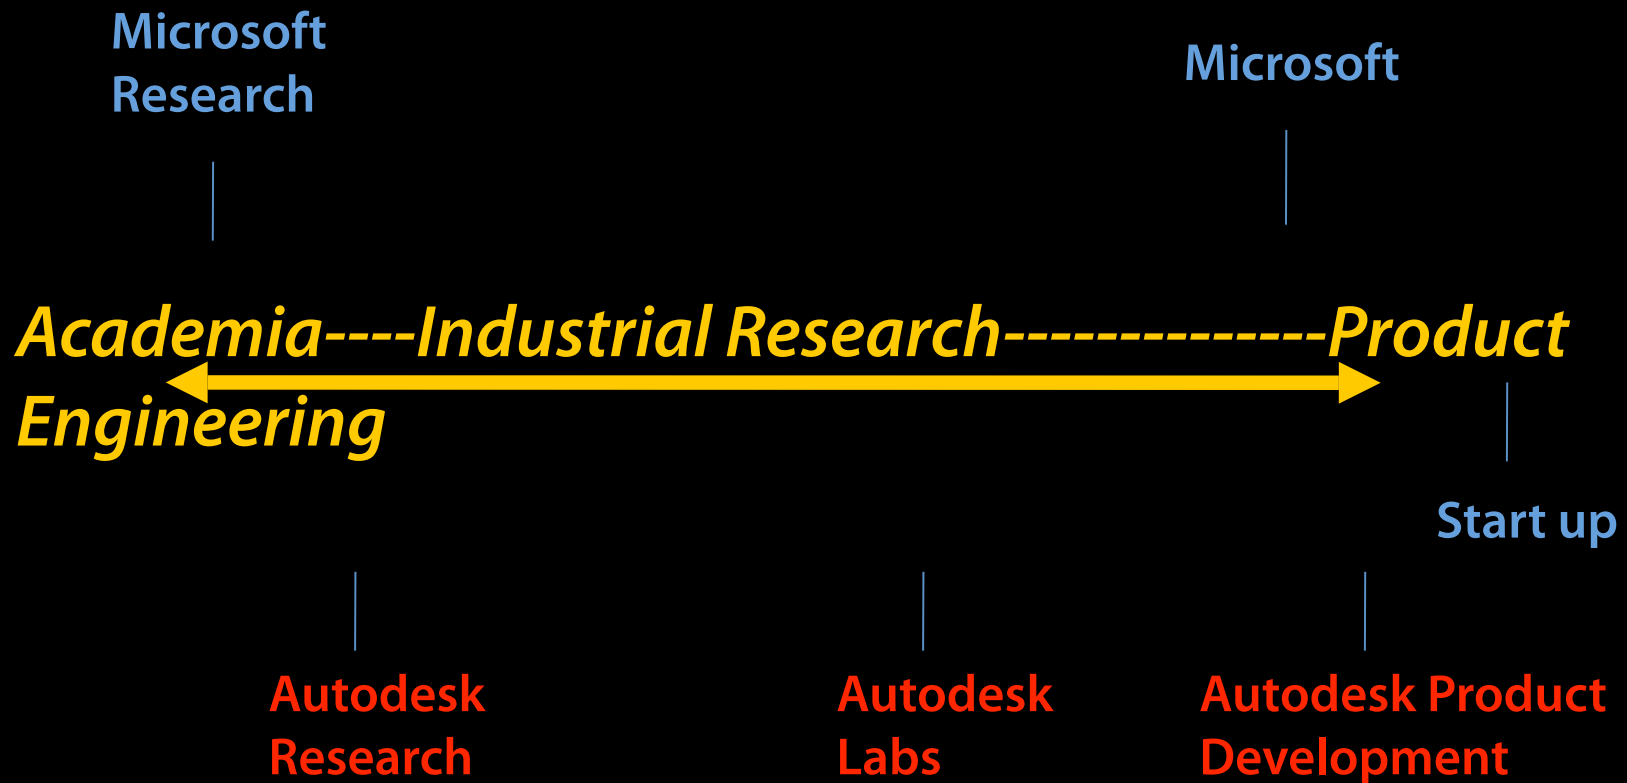 Microsoft
Research
Microsoft
Academia----Industrial Research--------------Product
Engineering
Start up
Autodesk
Research
Autodesk
Labs
Autodesk Product
Development